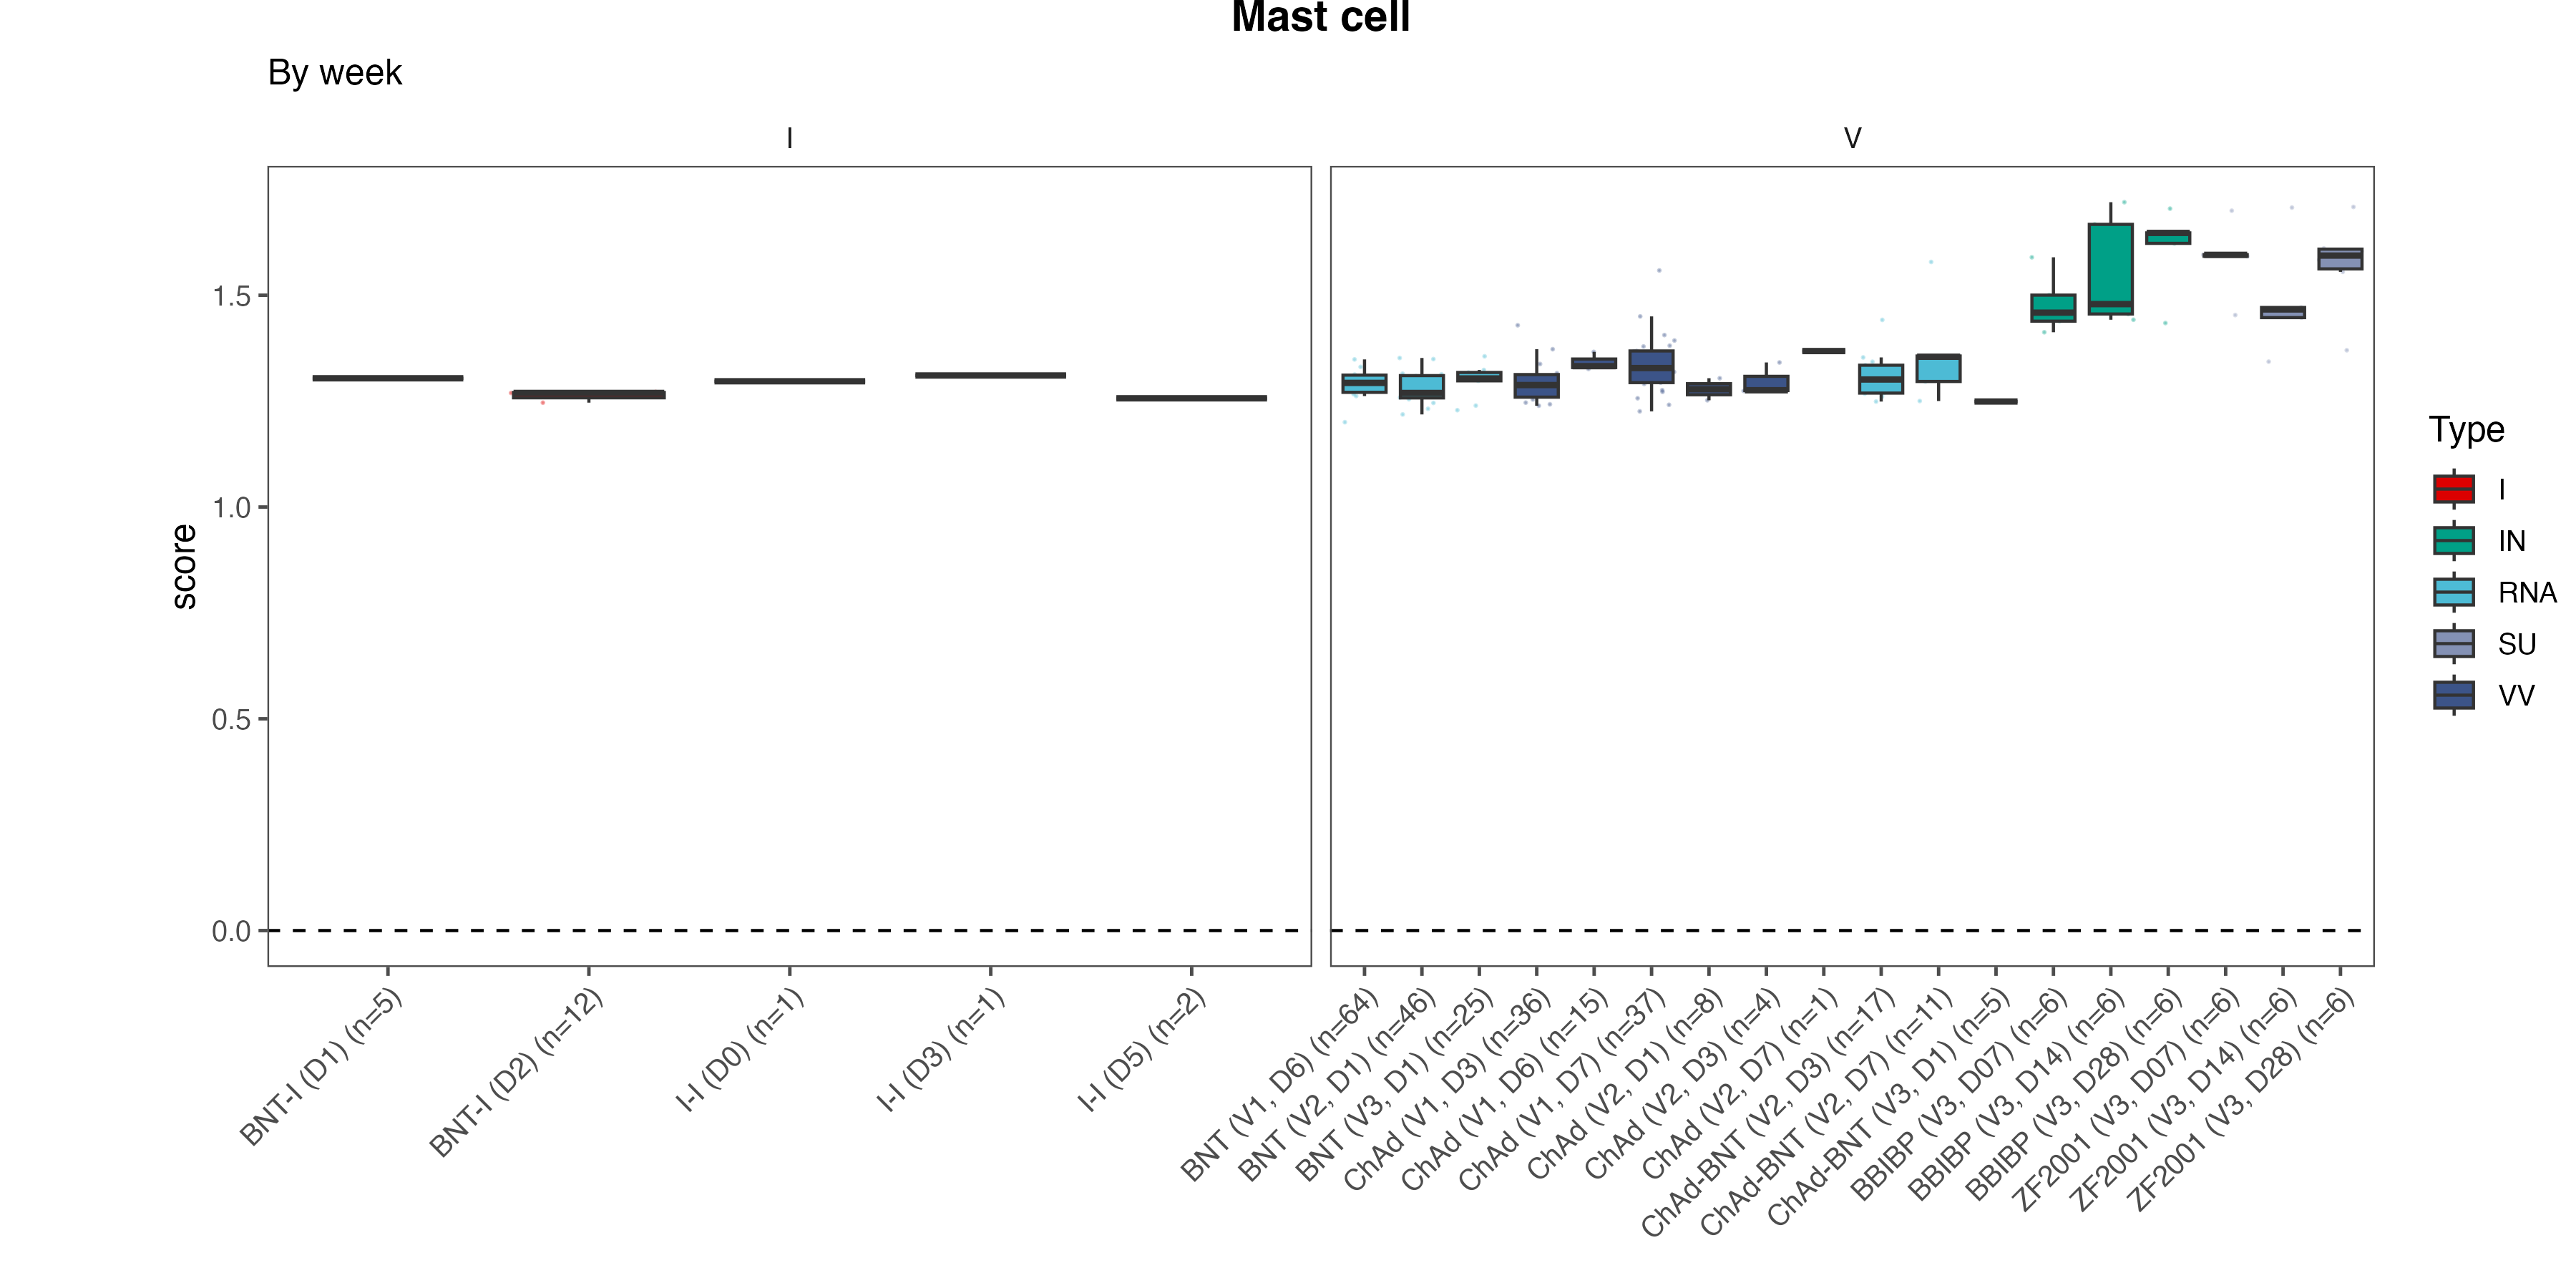 Mast cell
By week
I
V
score
1.5
1.0
0.5
0.0
BNT-I (D1) (n=5)
BNT-I (D2) (n=12)
I-I (D0) (n=1)
I-I (D3) (n=1)
I-I (D5) (n=2)
BNT (V1, D6) (n=64)
BNT (V2, D1) (n=46)
BNT (V3, D1) (n=25)
ChAd (V1, D3) (n=36)
ChAd (V1, D6) (n=15)
ChAd (V1, D7) (n=37)
ChAd (V2, D1) (n=8)
ChAd (V2, D3) (n=4)
ChAd (V2, D7) (n=1)
ChAd-BNT (V2, D3) (n=17)
ChAd-BNT (V2, D7) (n=11)
ChAd-BNT (V3, D1) (n=5)
BBIBP (V3, D07) (n=6)
BBIBP (V3, D14) (n=6)
BBIBP (V3, D28) (n=6)
ZF2001 (V3, D07) (n=6)
ZF2001 (V3, D14) (n=6)
ZF2001 (V3, D28) (n=6)
Type
I
IN
RNA
SU
VV